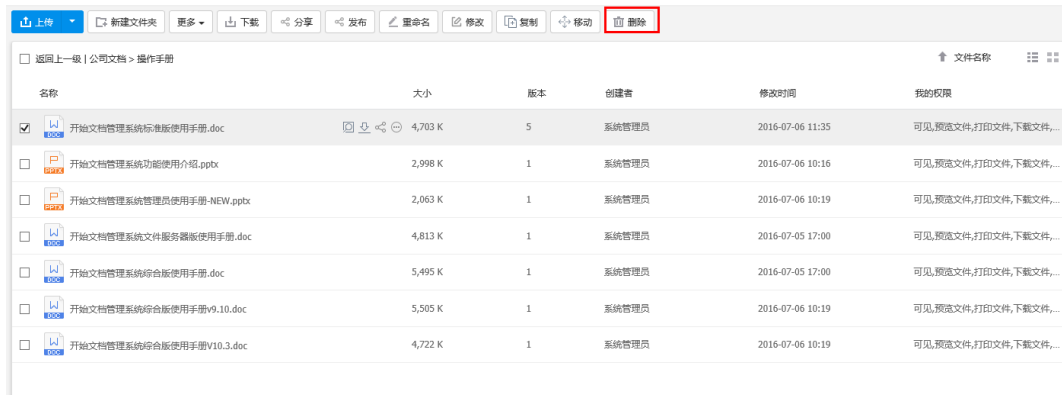 上传 新建文件夹 更多 下载 分享 发布 重命名 修改 复制 移动 删除
返回上一级 | 公司文档 > 操作手册 文件名称
名称 大小 版本 创建者 修改时间 我的权限
DOC 开始文档管理系统标准版使用手册.doc 4,703 K 5 系统管理员 2016-07-06 11:35 可见,预览文件,打印文件,下载文件,...
PPTX 开始文档管理系统功能使用介绍.pptx 2,998 K 1 系统管理员 2016-07-06 10:16 可见,预览文件,打印文件,下载文件,...
PPTX 开始文档管理系统管理员使用手册-NEW.pptx 2,063 K 1 系统管理员 2016-07-06 10:19 可见,预览文件,打印文件,下载文件,...
DOC 开始文档管理系统文件服务器版使用手册.doc 4,813 K 1 系统管理员 2016-07-05 17:00 可见,预览文件,打印文件,下载文件,...
DOC 开始文档管理系统综合版使用手册.doc 5,495 K 1 系统管理员 2016-07-05 17:00 可见,预览文件,打印文件,下载文件,...
DOC 开始文档管理系统综合版使用手册v9.10.doc 5,505 K 1 系统管理员 2016-07-06 10:19 可见,预览文件,打印文件,下载文件,...
DOC 开始文档管理系统综合版使用手册V10.3.doc 4,722 K 1 系统管理员 2016-07-06 10:19 可见,预览文件,打印文件,下载文件,...